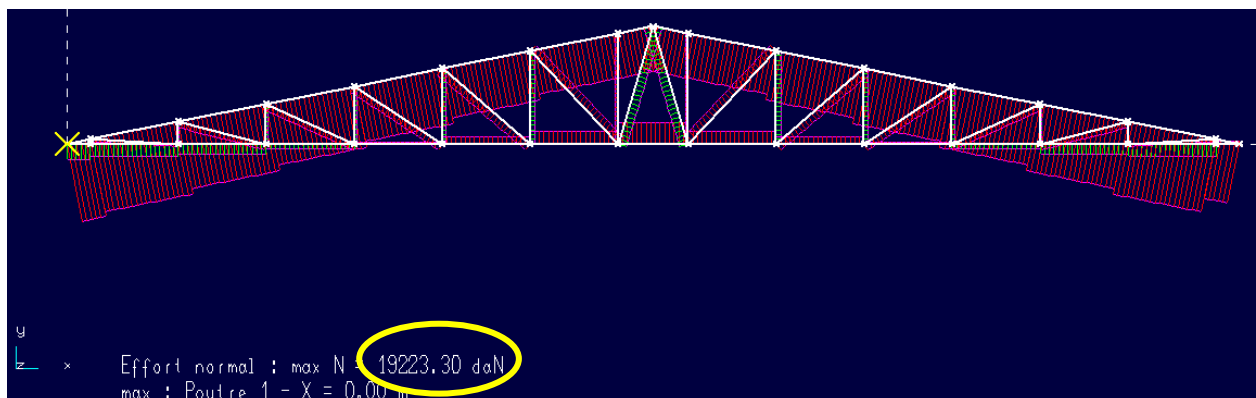 y
z x
Effort normal : max N = 19223.30 daN
max : Poutre 1 - X = 0.00 m